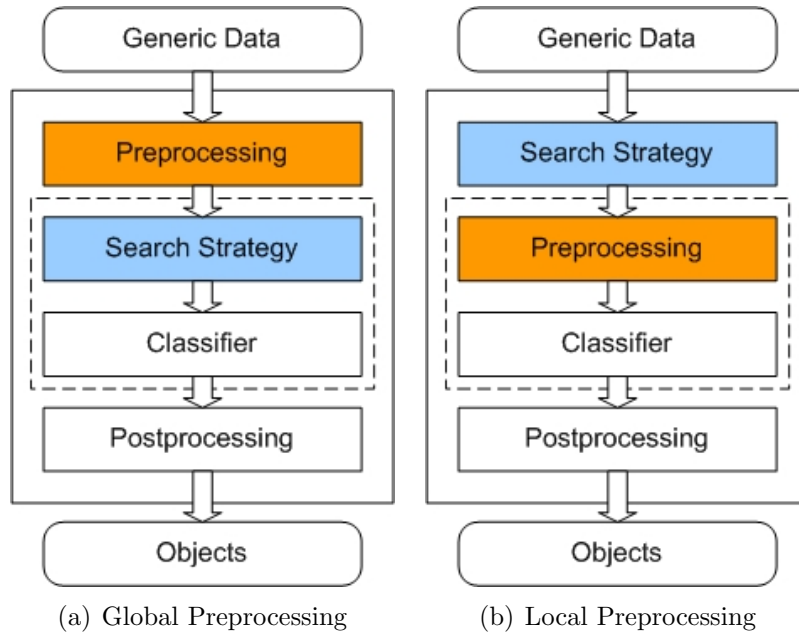 Generic Data
Preprocessing
Search Strategy
Classifier
Postprocessing
Objects
(a) Global Preprocessing
Generic Data
Search Strategy
Preprocessing
Classifier
Postprocessing
Objects
(b) Local Preprocessing